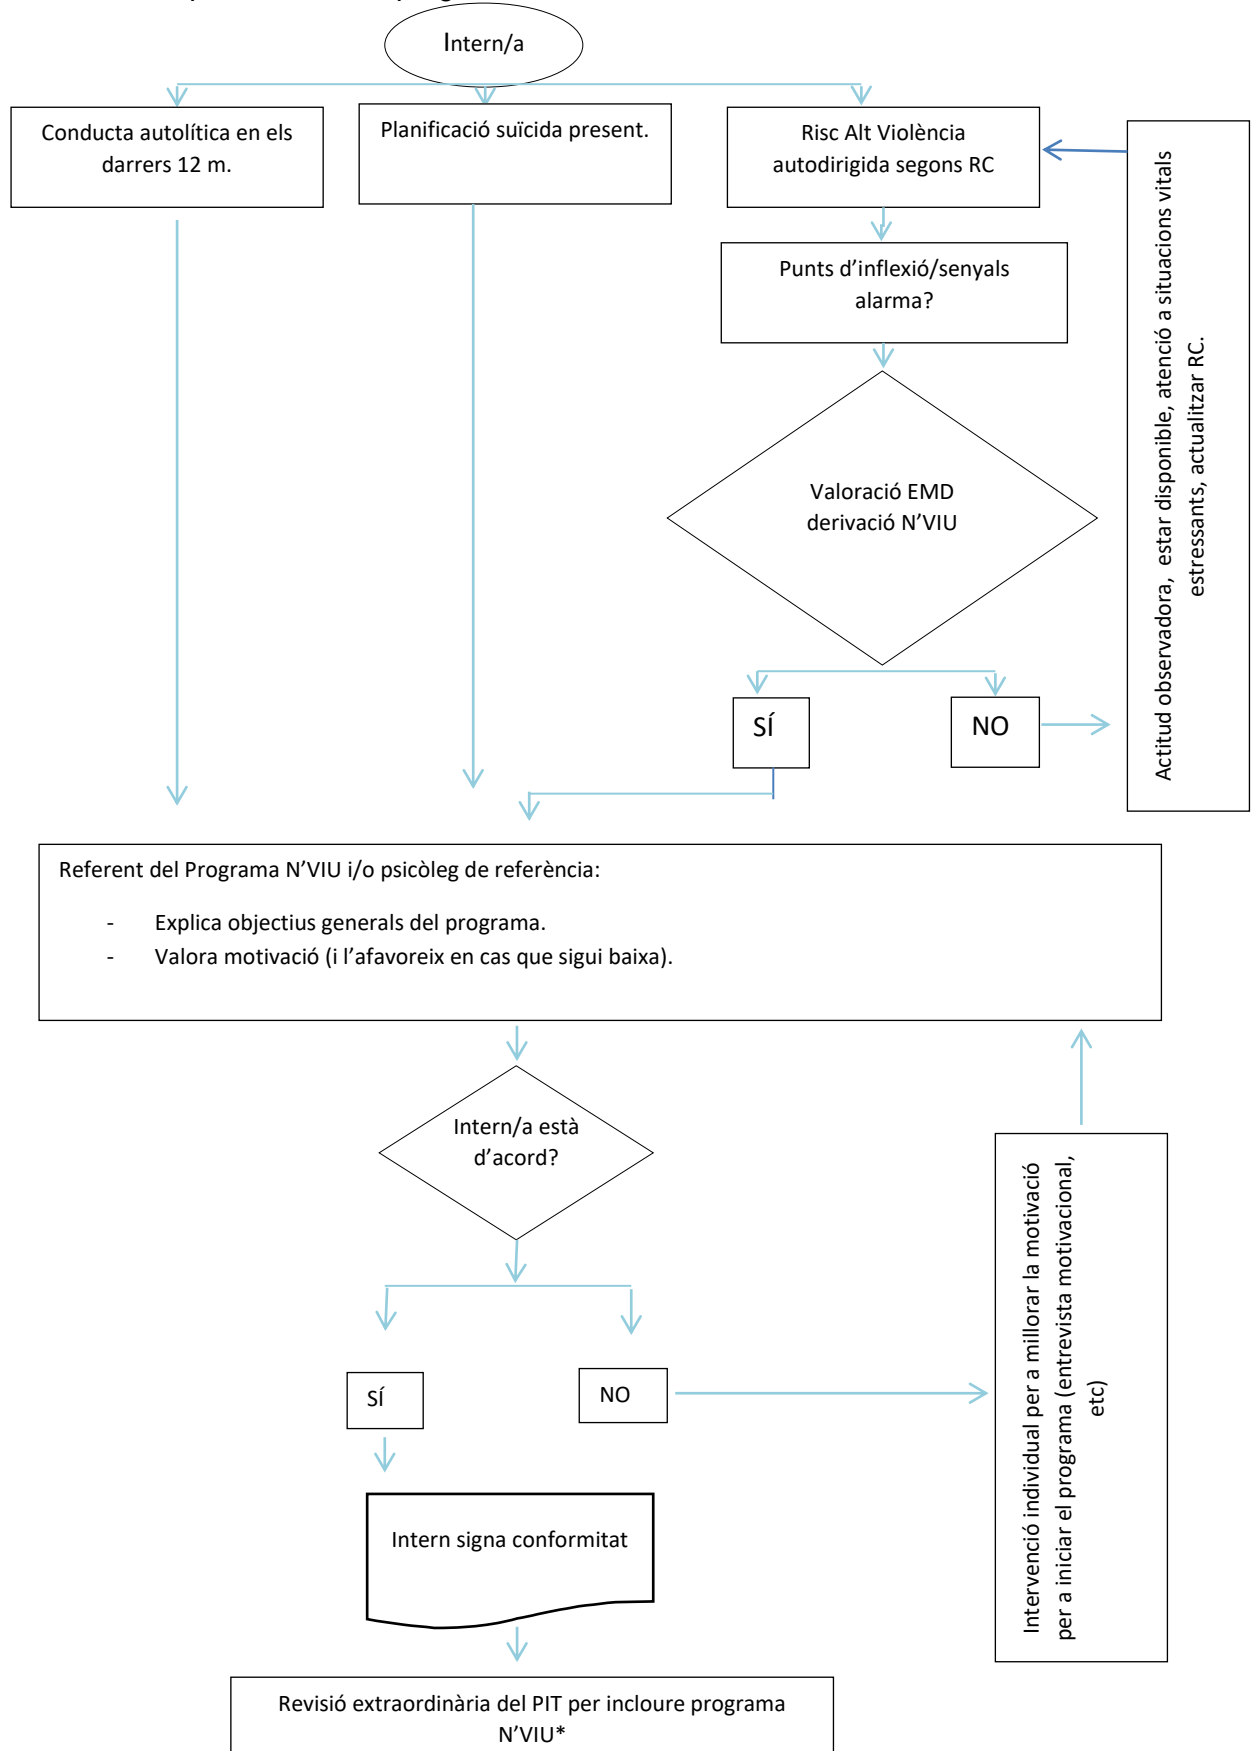 Intern/a
Conducta autolítica en els
darrers 12 m.
Planificació suïcida present.
Risc Alt Violència
autodirigida segons RC
Actitud observadora, estar disponible, atenció a situacions vitals
estressants, actualitzar RC.
Punts d’inflexió/senyals
alarma?
Valoració EMD
derivació N’VIU
SÍ
NO
Referent del Programa N’VIU i/o psicòleg de referència:
- Explica objectius generals del programa.
- Valora motivació (i l’afavoreix en cas que sigui baixa).
Intern/a està
d’acord?
SÍ
NO
Intervenció individual per a millorar la motivació
per a iniciar el programa (entrevista motivacional,
etc)
Intern signa conformitat
Revisió extraordinària del PIT per incloure programa
N’VIU*